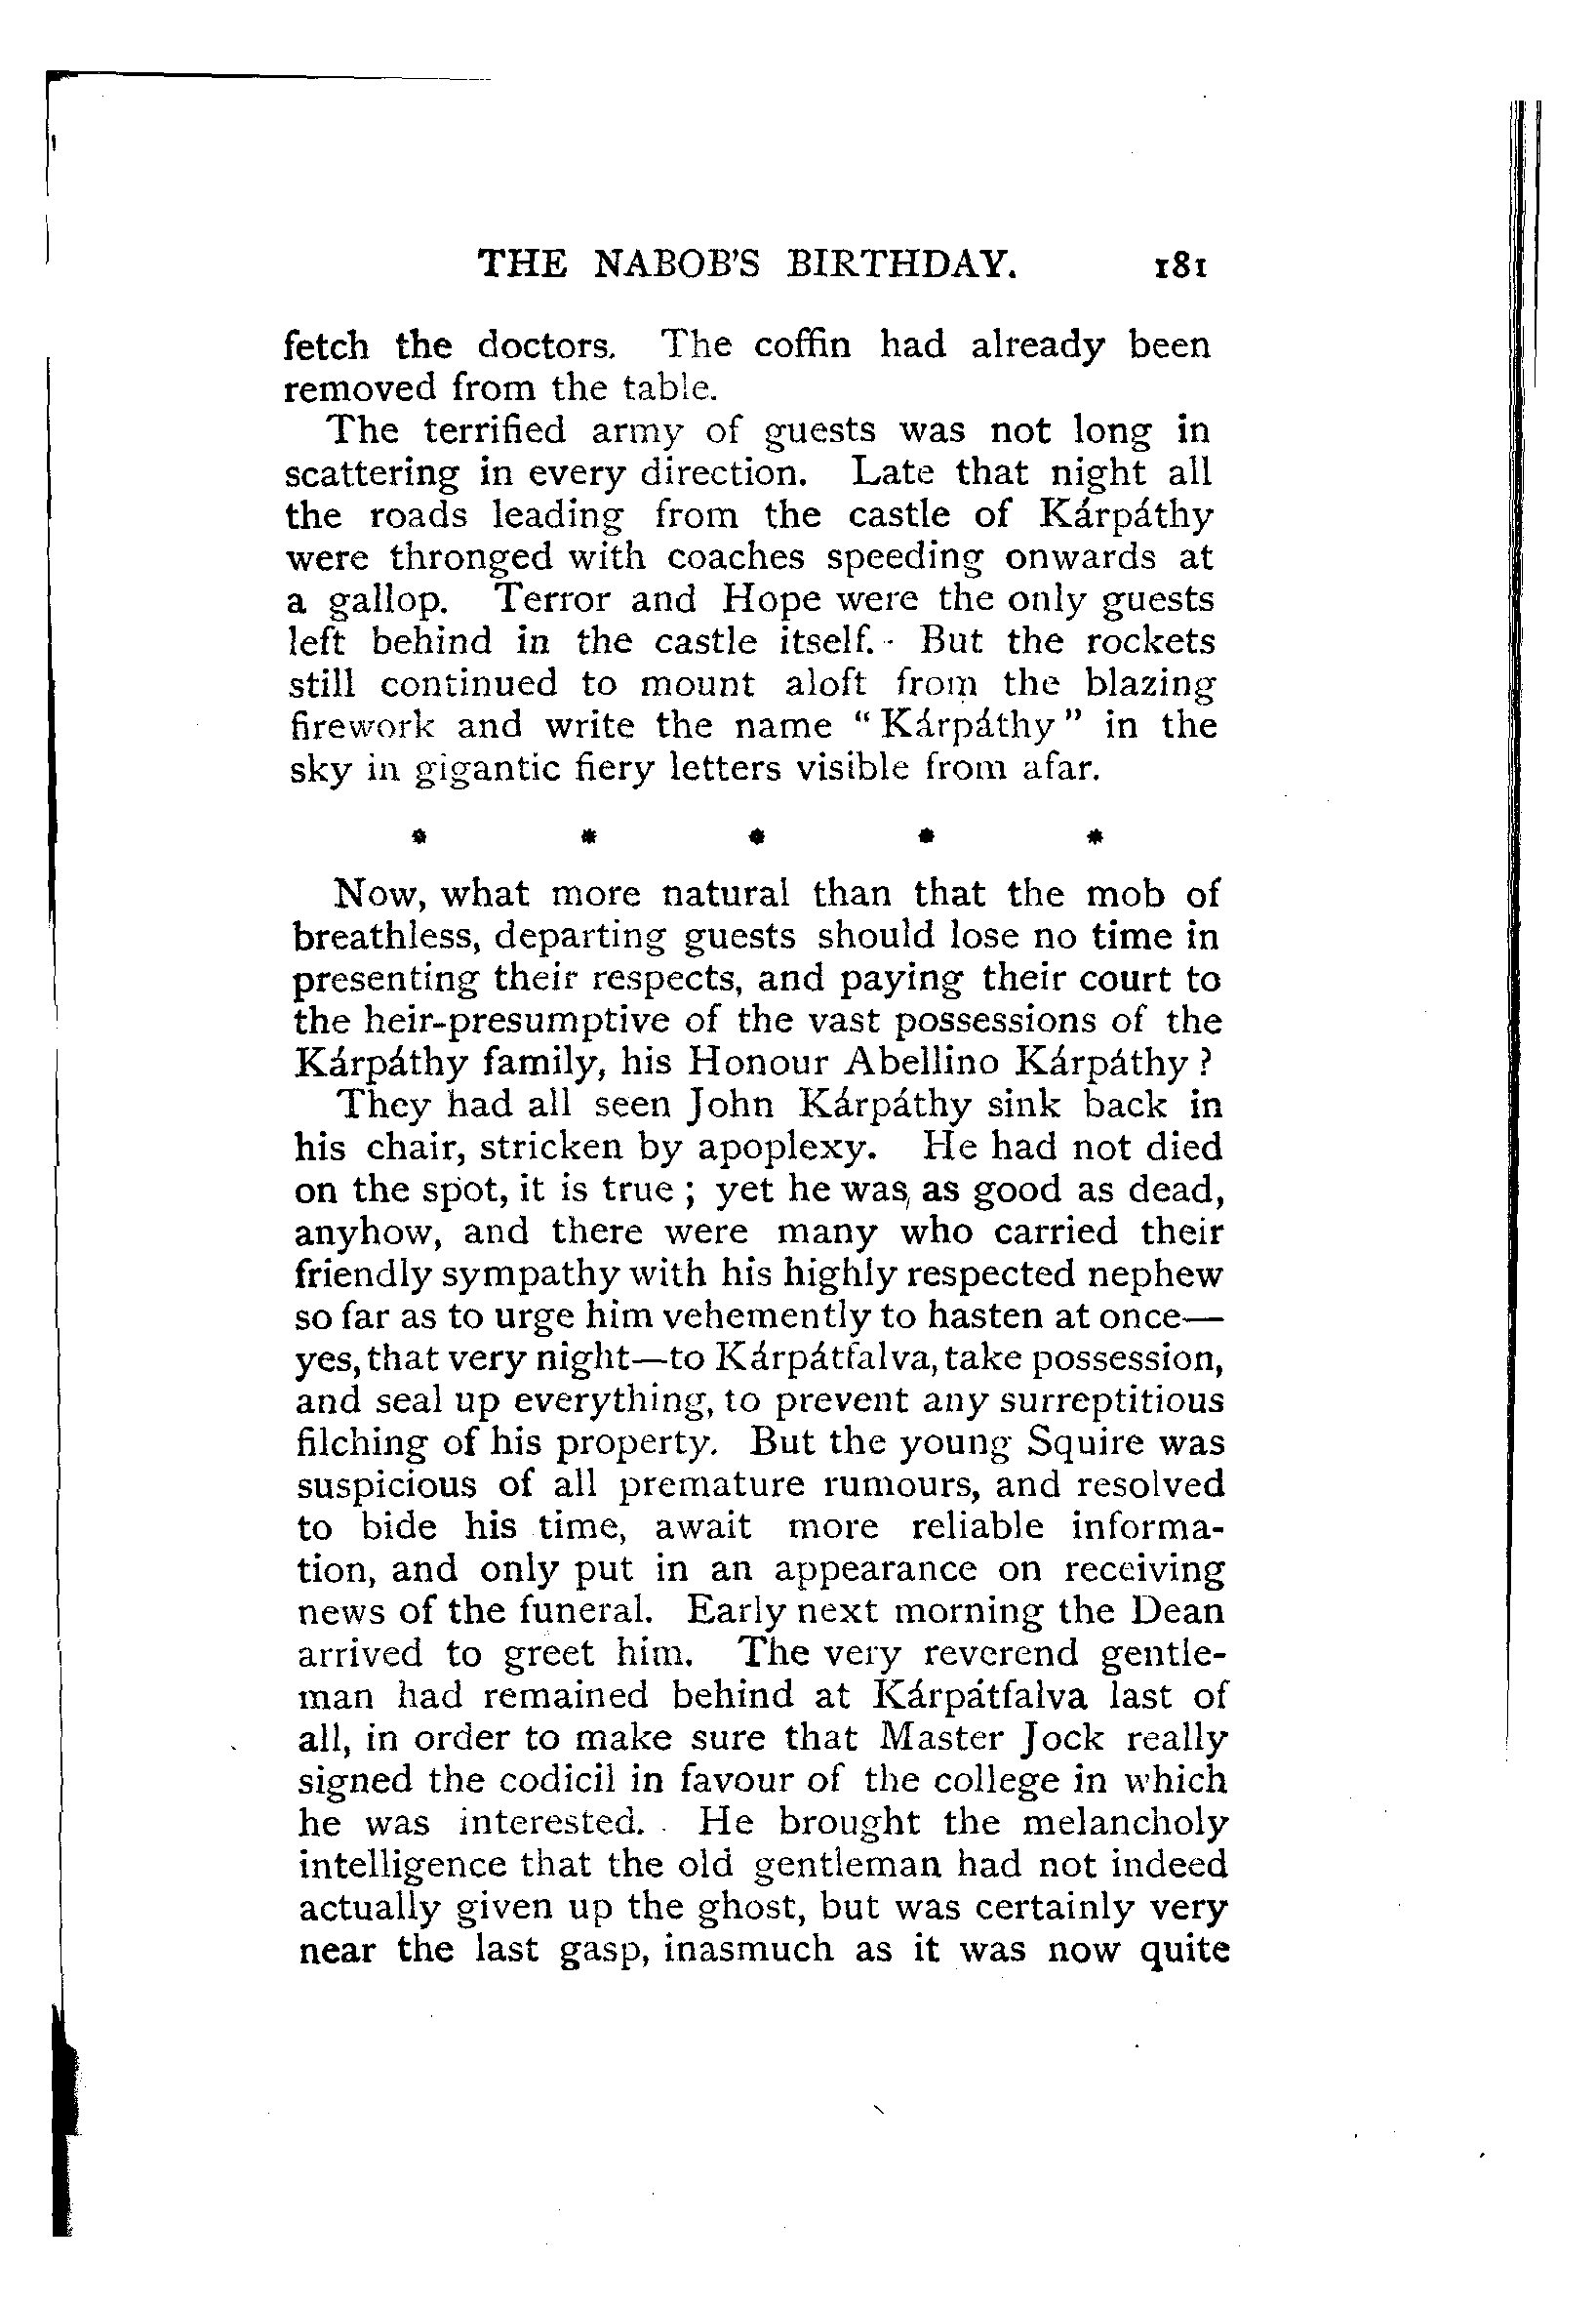 THE NABOB'S BIRTHDAY. 181
fetch the doctors. The coffin had already been
removed from the table.
The terrified army of guests was not long in
scattering in every direction. Late that night all
the roads leading from the castle of Kárpáthy
were thronged with coaches speeding onwards at
a gallop. Terror and Hope were the only guests
left behind in the castle itself. But the rockets
still continued to mount aloft from the blazing
firework and write the name "Kárpáthy" in the
sky in gigantic fiery letters visible from afar.
* * * * *
Now, what more natural than that the mob of
breathless, departing guests should lose no time in
presenting their respects, and paying their court to
the heir-presumptive of the vast possessions of the
Kárpáthy family, his Honour Abellino Kárpáthy?
They had all seen John Kárpáthy sink back in
his chair, stricken by apoplexy. He had not died
on the spot, it is true; yet he was, as good as dead,
anyhow, and there were many who carried their
friendly sympathy with his highly respected nephew
so far as to urge him vehemently to hasten at once—
yes, that very night—to Kárpátfalva, take possession,
and seal up everything, to prevent any surreptitious
filching of his property. But the young Squire was
suspicious of all premature rumours, and resolved
to bide his time, await more reliable informa-
tion, and only put in an appearance on receiving
news of the funeral. Early next morning the Dean
arrived to greet him. The very reverend gentle-
man had remained behind at Kárpátfalva last of
all, in order to make sure that Master Jock really
signed the codicil in favour of the college in which
he was interested. He brought the melancholy
intelligence that the old gentleman had not indeed
actually given up the ghost, but was certainly very
near the last gasp, inasmuch as it was now quite